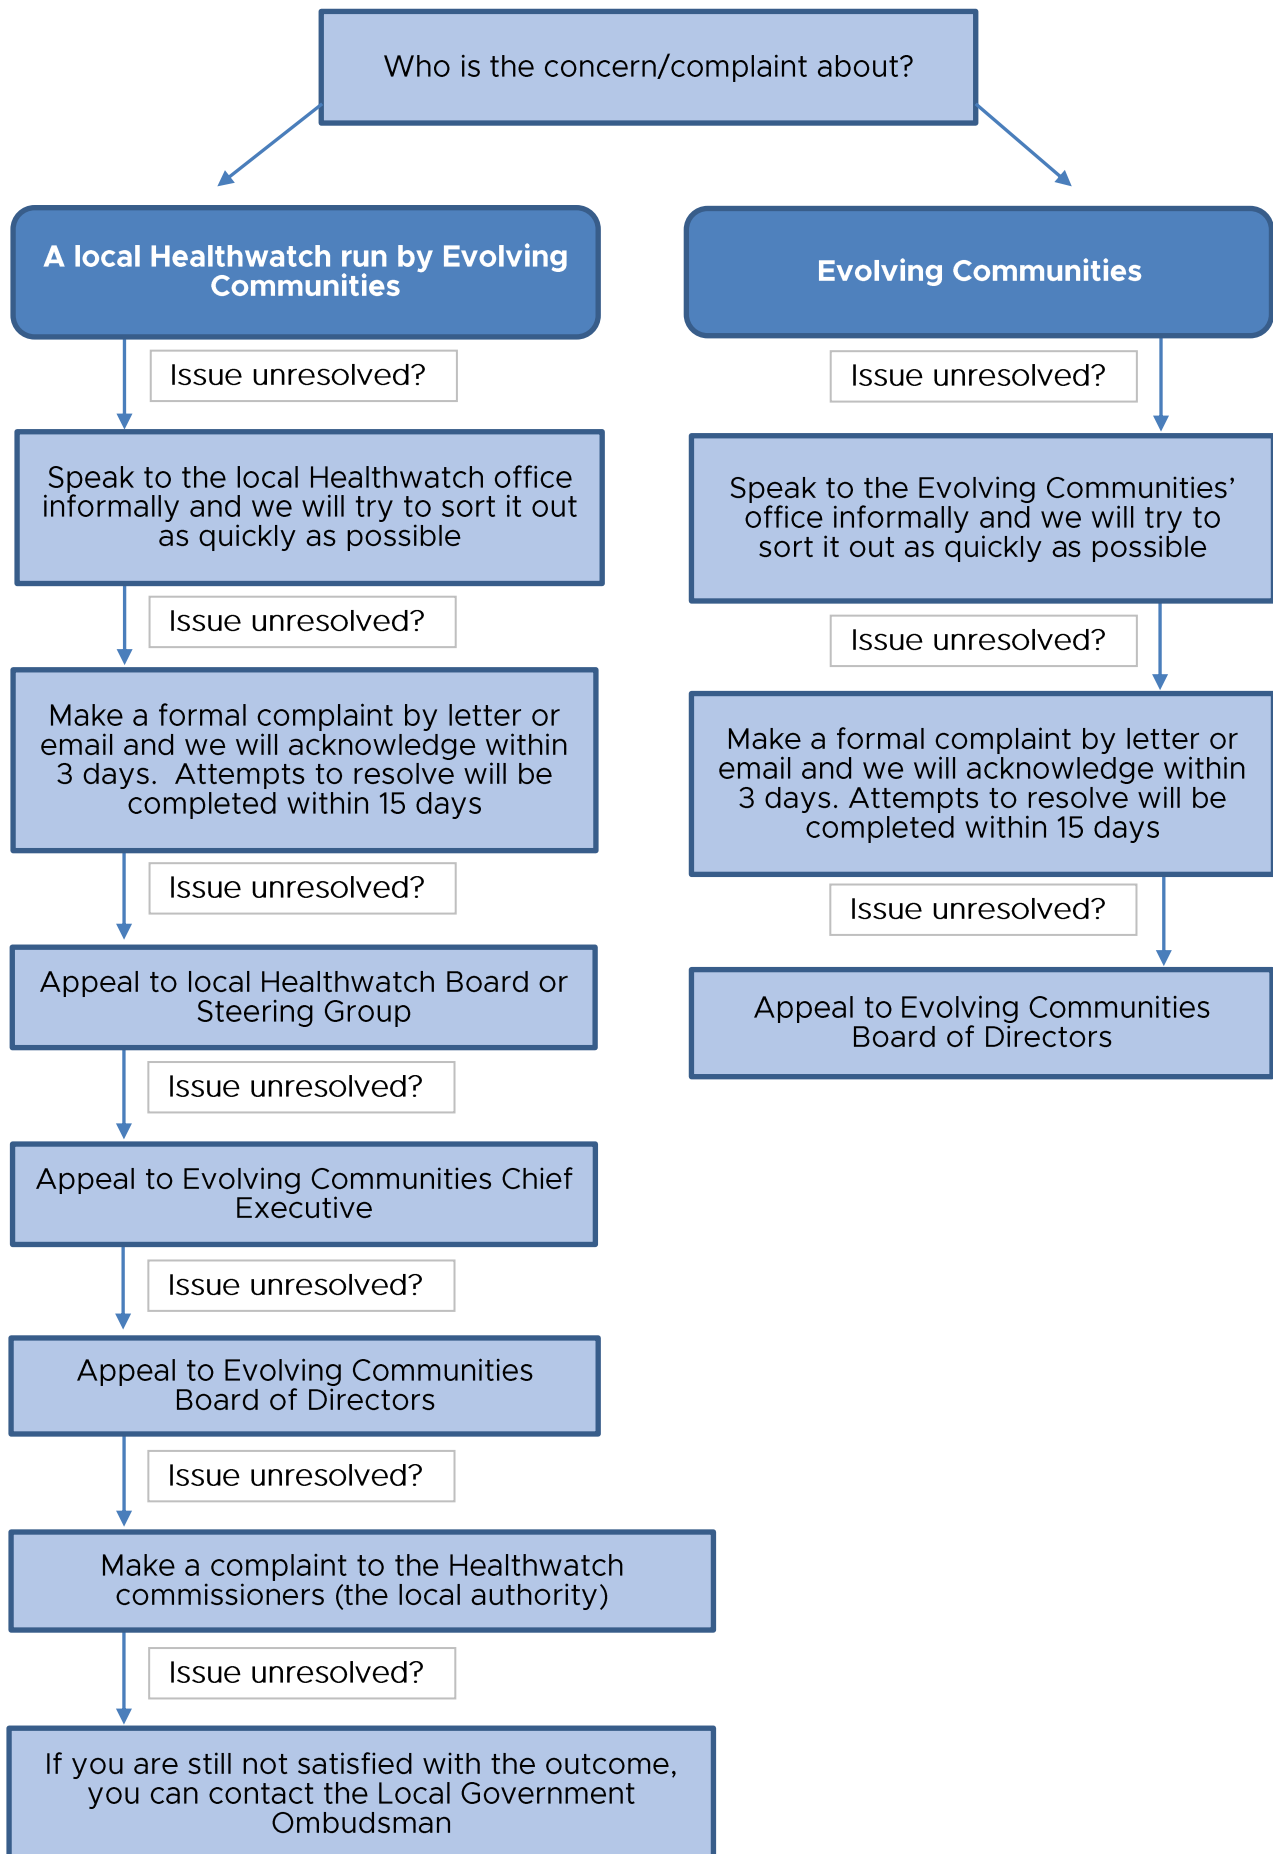 Who is the concern/complaint about?
A local Healthwatch run by Evolving
Communities
Issue unresolved?
Speak to the local Healthwatch office
informally and we will try to sort it out
as quickly as possible
Issue unresolved?
Make a formal complaint by letter or
email and we will acknowledge within
3 days.  Attempts to resolve will be
completed within 15 days
Issue unresolved?
Appeal to local Healthwatch Board or
Steering Group
Issue unresolved?
Appeal to Evolving Communities Chief
Executive
Issue unresolved?
Appeal to Evolving Communities
Board of Directors
Issue unresolved?
Make a complaint to the Healthwatch
commissioners (the local authority)
Issue unresolved?
If you are still not satisfied with the outcome,
you can contact the Local Government
Ombudsman
Evolving Communities
Issue unresolved?
Speak to the Evolving Communities’
office informally and we will try to
sort it out as quickly as possible
Issue unresolved?
Make a formal complaint by letter or
email and we will acknowledge within
3 days. Attempts to resolve will be
completed within 15 days
Issue unresolved?
Appeal to Evolving Communities
Board of Directors